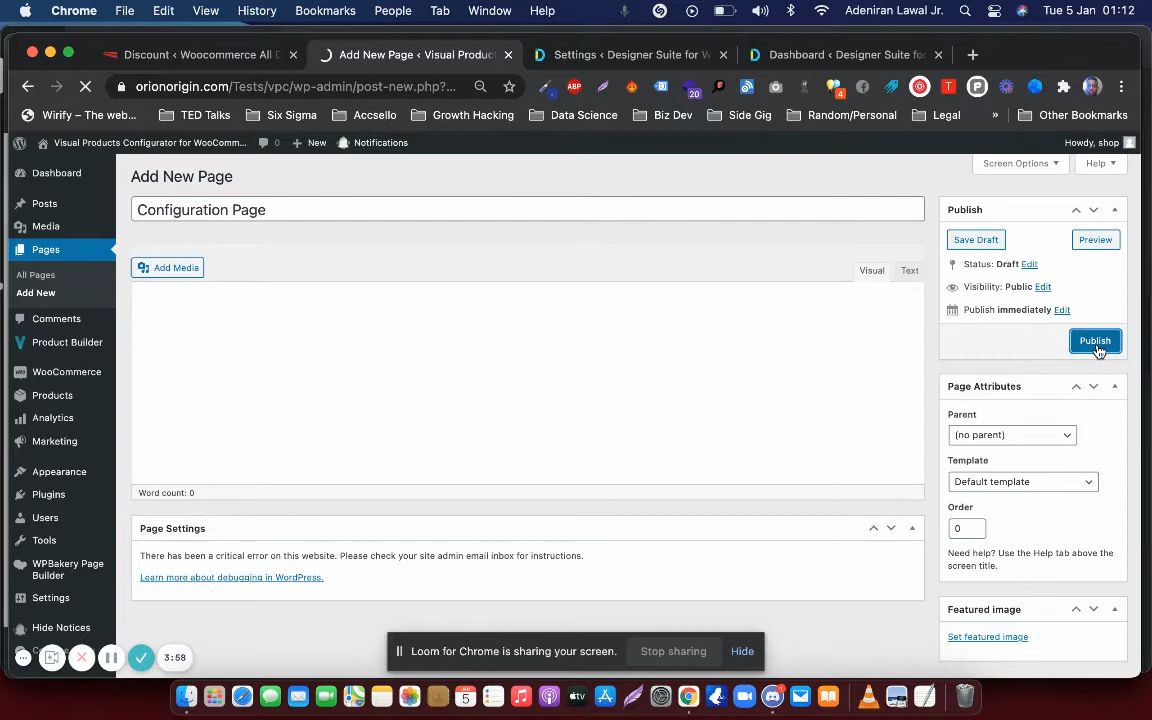 Chrome File Edit View History Bookmarks People Tab Window Help Adeniran Lawal Jr. Tue 5 Jan 01:12
Discount ‹ Woocommerce All D
Add New Page ‹ Visual Produc
Settings ‹ Designer Suite for W
Dashboard ‹ Designer Suite for
orionorigin.com/Tests/vpc/wp-admin/post-new.php?...
ABP
20
4
T
P
Wirify – The web... TED Talks Six Sigma Accsello Growth Hacking Data Science Biz Dev Side Gig Random/Personal Legal » Other Bookmarks
Visual Products Configurator for WooComm... 0 New Notifications Howdy, shop
Screen Options Help
Dashboard
Posts
Media
Pages
All Pages
Add New
Comments
Product Builder
WooCommerce
Products
Analytics
Marketing
Appearance
Plugins
Users
Tools
WPBakery Page
Builder
Settings
Hide Notices
Add New Page
Configuration Page
Add Media
Visual Text
Word count: 0
Page Settings
There has been a critical error on this website. Please check your site admin email inbox for instructions.
Learn more about debugging in WordPress.
Publish
Save Draft Preview
Status: Draft Edit
Visibility: Public Edit
Publish immediately Edit
Publish
Page Attributes
Parent
(no parent)
Template
Default template
Order
0
Need help? Use the Help tab above the
screen title.
Featured image
Set featured image
3:58
Loom for Chrome is sharing your screen. Stop sharing Hide
JAN
5
tv